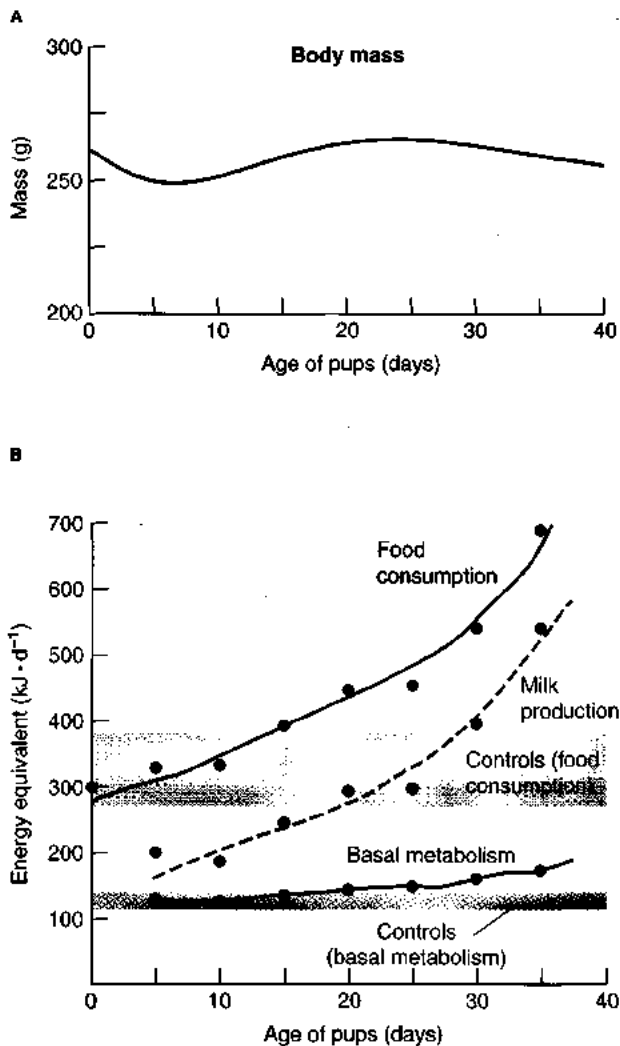 A
Body mass
300
250
200
Mass (g)
0
10
20
30
40
Age of pups (days)
B
700
600
500
400
300
200
100
Energy equivalent (kJ · d⁻¹)
Food
consumption
Milk
production
Controls (food
consumption)
Basal metabolism
Controls
(basal metabolism)
0
10
20
30
40
Age of pups (days)